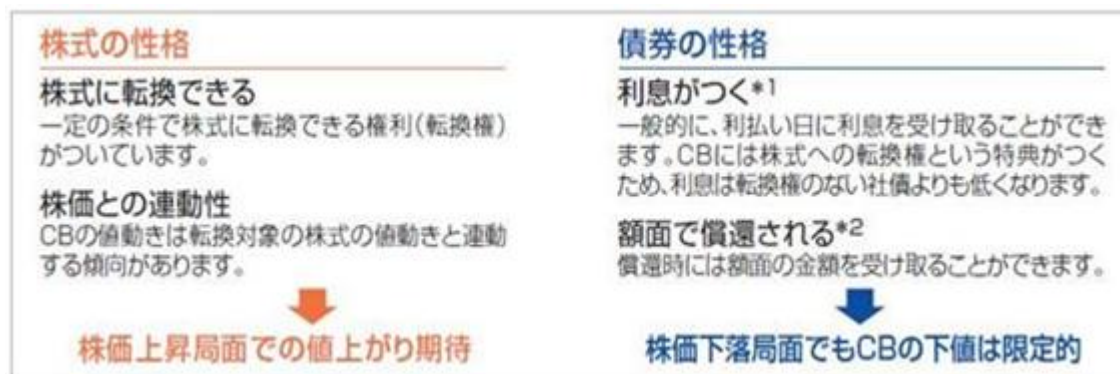 株式の性格
株式に転換できる
一定の条件で株式に転換できる権利(転換権)
がついています。
株価との連動性
CBの値動きは転換対象の株式の値動きと連動
する傾向があります。
株価上昇局面での値上がり期待
債券の性格
利息がつく*1
一般的に、利払い日に利息を受け取ることができ
ます。CBには株式への転換権という特典がつく
ため、利息は転換権のない社債よりも低くなります。
額面で償還される*2
償還時には額面の金額を受け取ることができます。
株価下落局面でもCBの下値は限定的